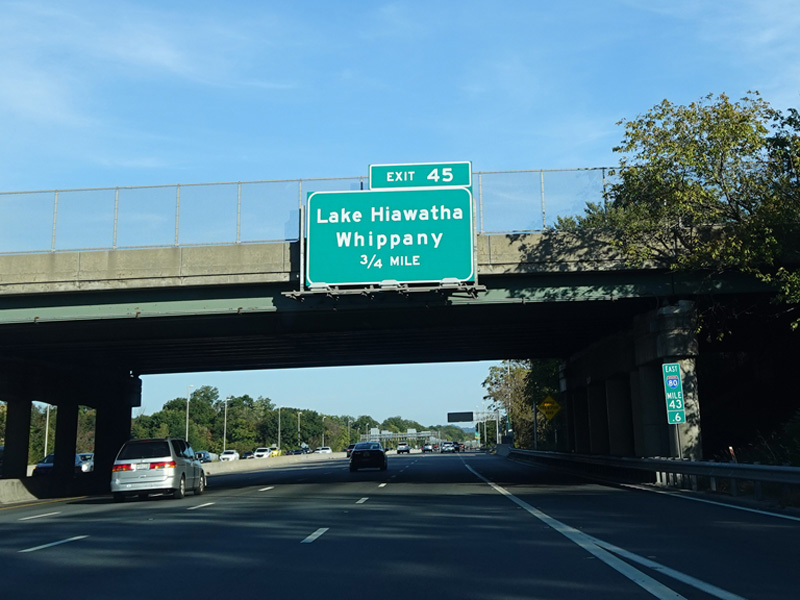 EXIT 45
Lake Hiawatha
Whippany
3/4 MILE
EAST
80
MILE
43
.6